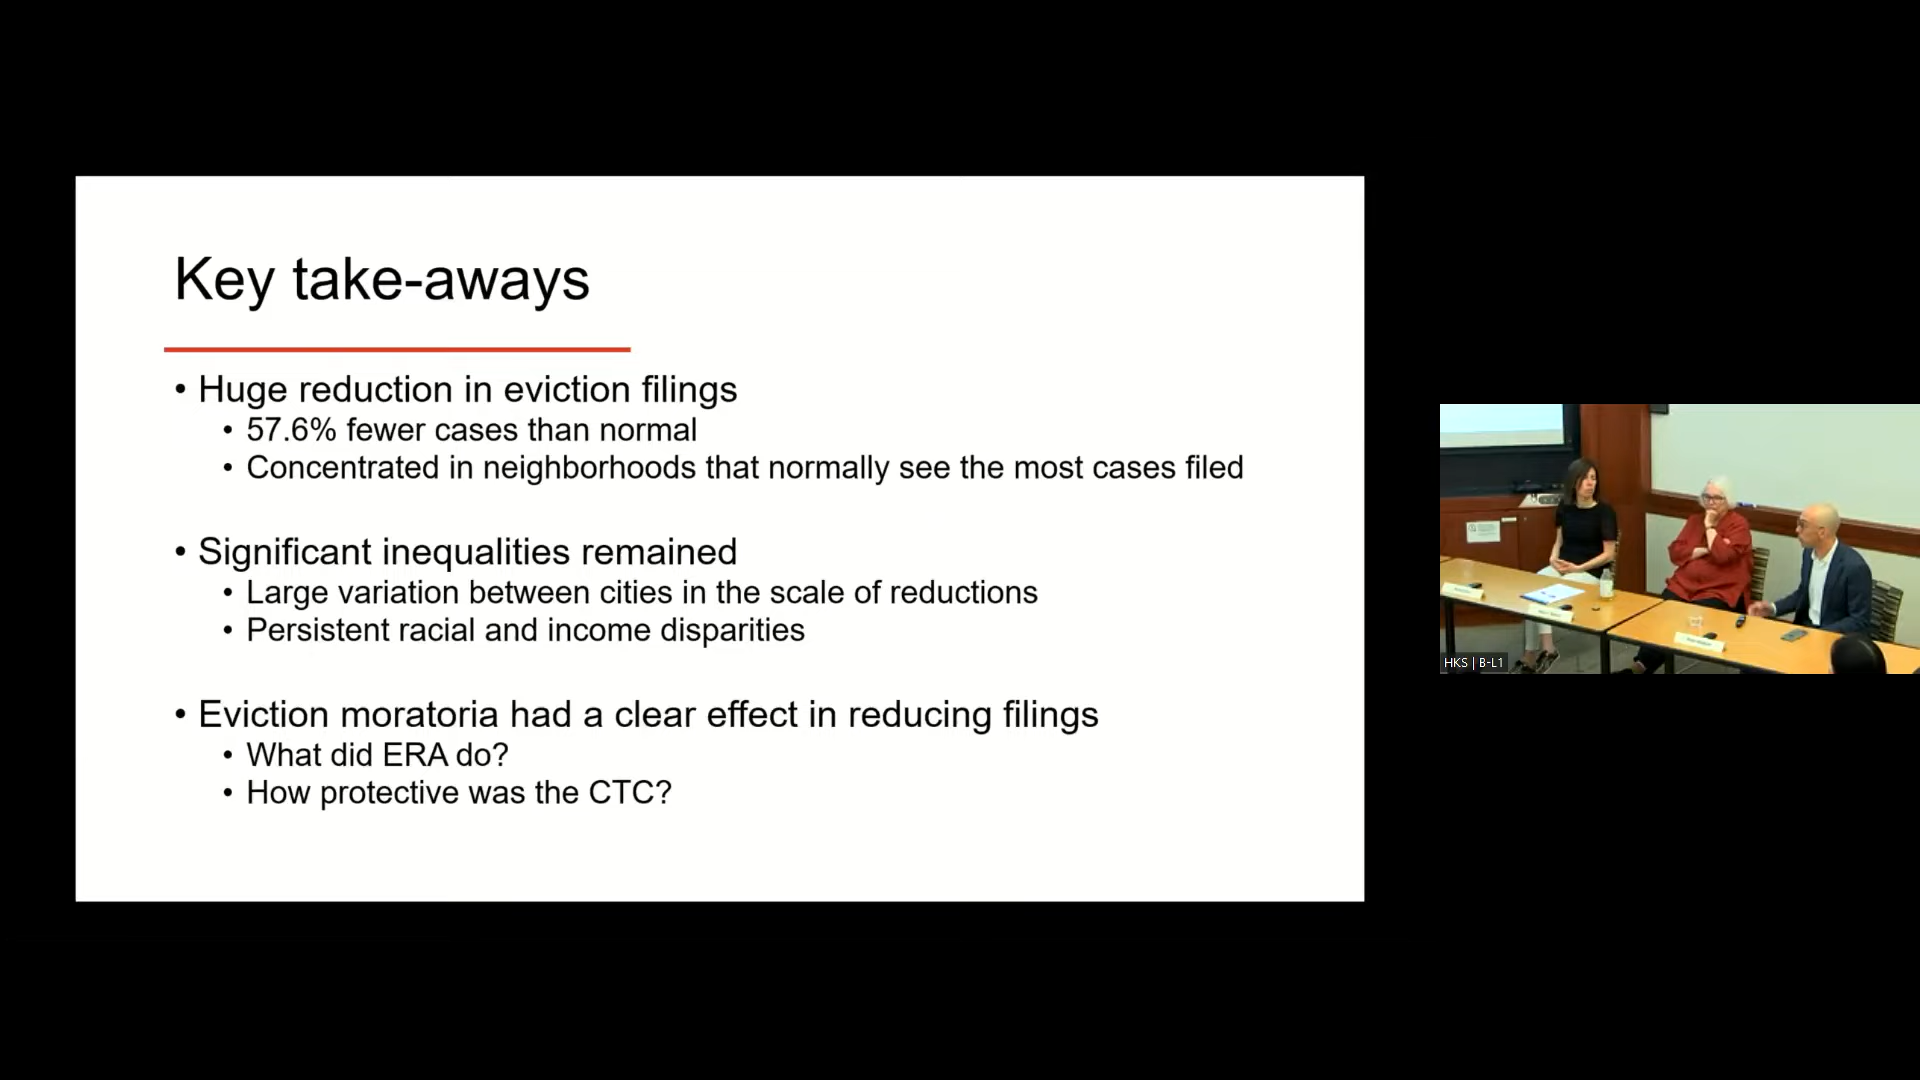 Key take-aways
• Huge reduction in eviction filings
• 57.6% fewer cases than normal
• Concentrated in neighborhoods that normally see the most cases filed
• Significant inequalities remained
• Large variation between cities in the scale of reductions
• Persistent racial and income disparities
• Eviction moratoria had a clear effect in reducing filings
• What did ERA do?
• How protective was the CTC?
HKS | B-L1